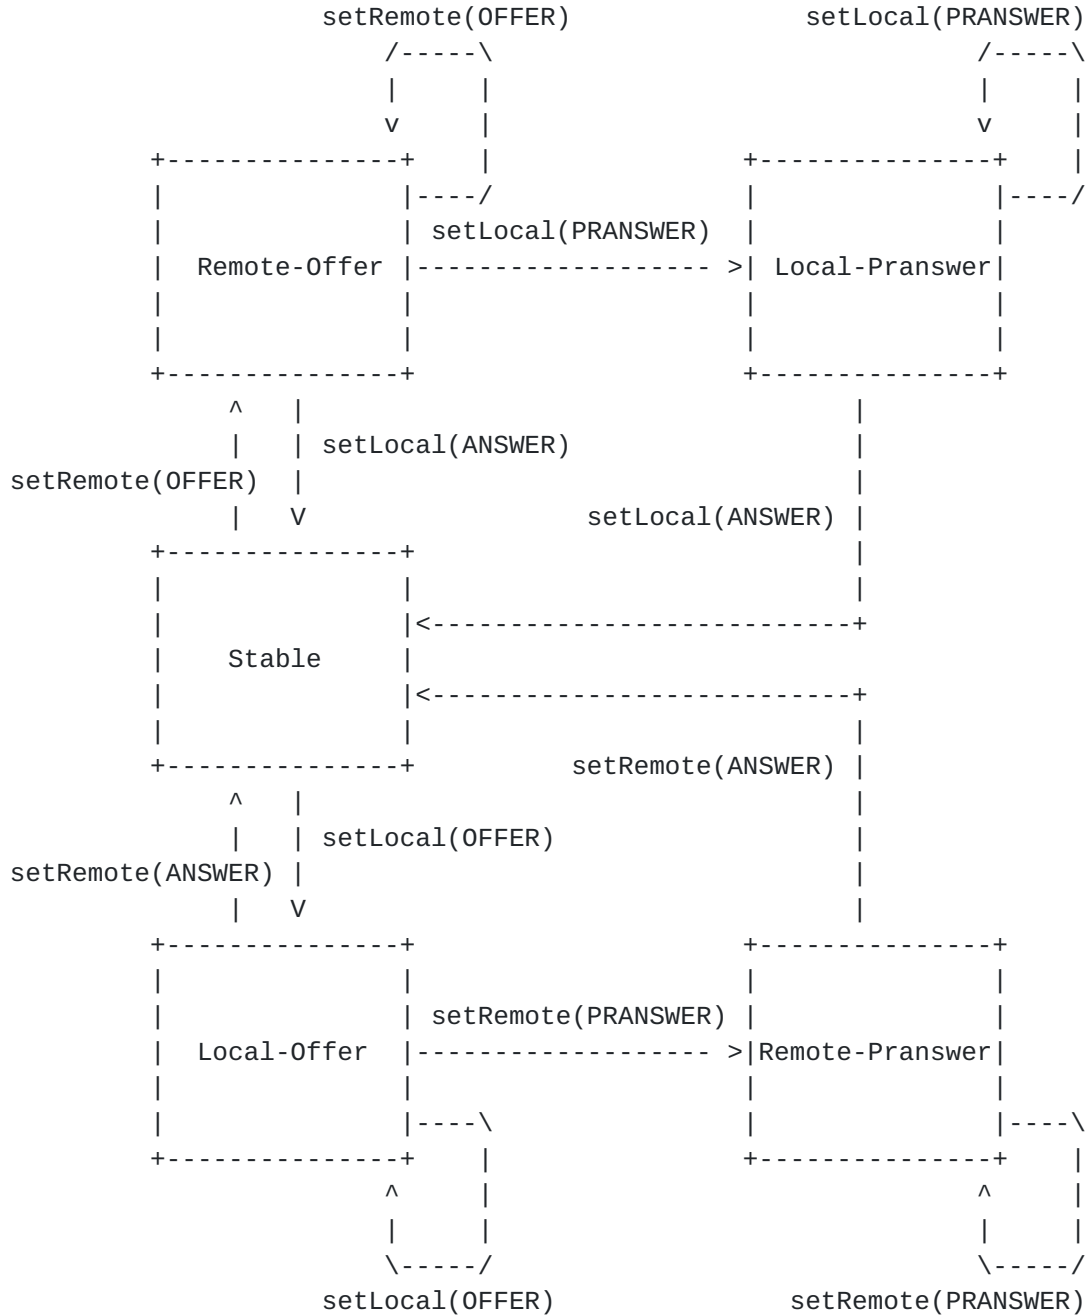 setRemote(OFFER) setLocal(PRANSWER)
setLocal(PRANSWER)
Remote-Offer Local-Pranswer
setLocal(ANSWER)
setRemote(OFFER)
setLocal(ANSWER)
Stable
setRemote(ANSWER)
setLocal(OFFER)
setRemote(ANSWER)
setRemote(PRANSWER)
Local-Offer Remote-Pranswer
setLocal(OFFER) setRemote(PRANSWER)